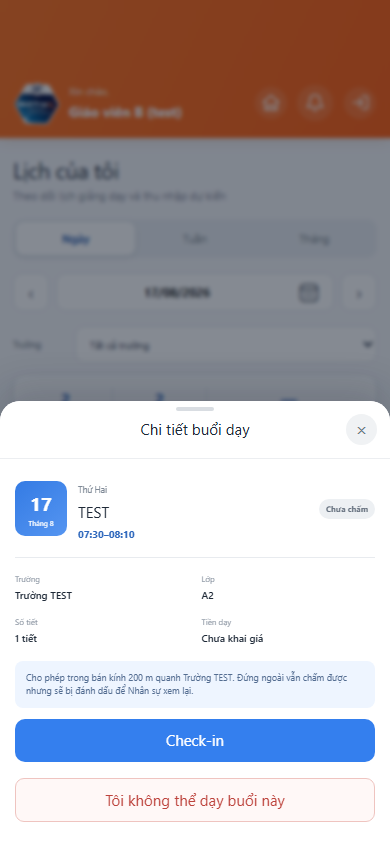 Giáo viên B (test)
Lịch của tôi
Theo dõi lịch giảng dạy và thu nhập dự kiến
Ngày
Tuần
Tháng
17/08/2026
Trường
Tất cả trường
Chi tiết buổi dạy
17
Tháng 8
Thứ Hai
TEST
07:30–08:10
Chưa chấm
Trường
Trường TEST
Lớp
A2
Số tiết
1 tiết
Tiền dạy
Chưa khai giá
Cho phép trong bán kính 200 m quanh Trường TEST. Đứng ngoài vẫn chấm được
nhưng sẽ bị đánh dấu để Nhân sự xem lại.
Check-in
Tôi không thể dạy buổi này